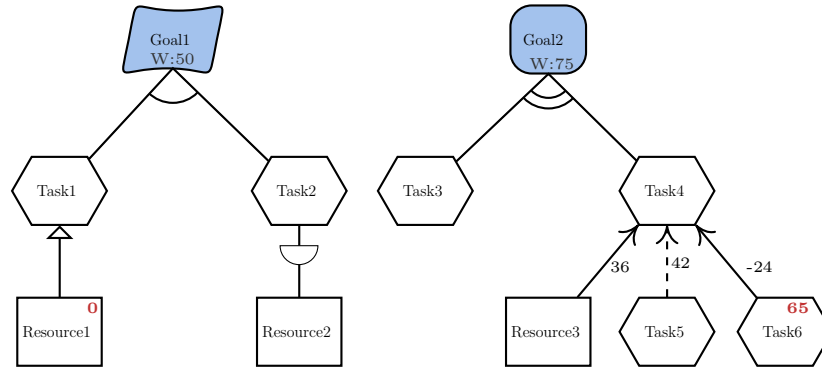 Goal1
W:50
Goal2
W:75
Task1
Task2
Task3
Task4
36
42
-24
0
65
Resource1
Resource2
Resource3
Task5
Task6